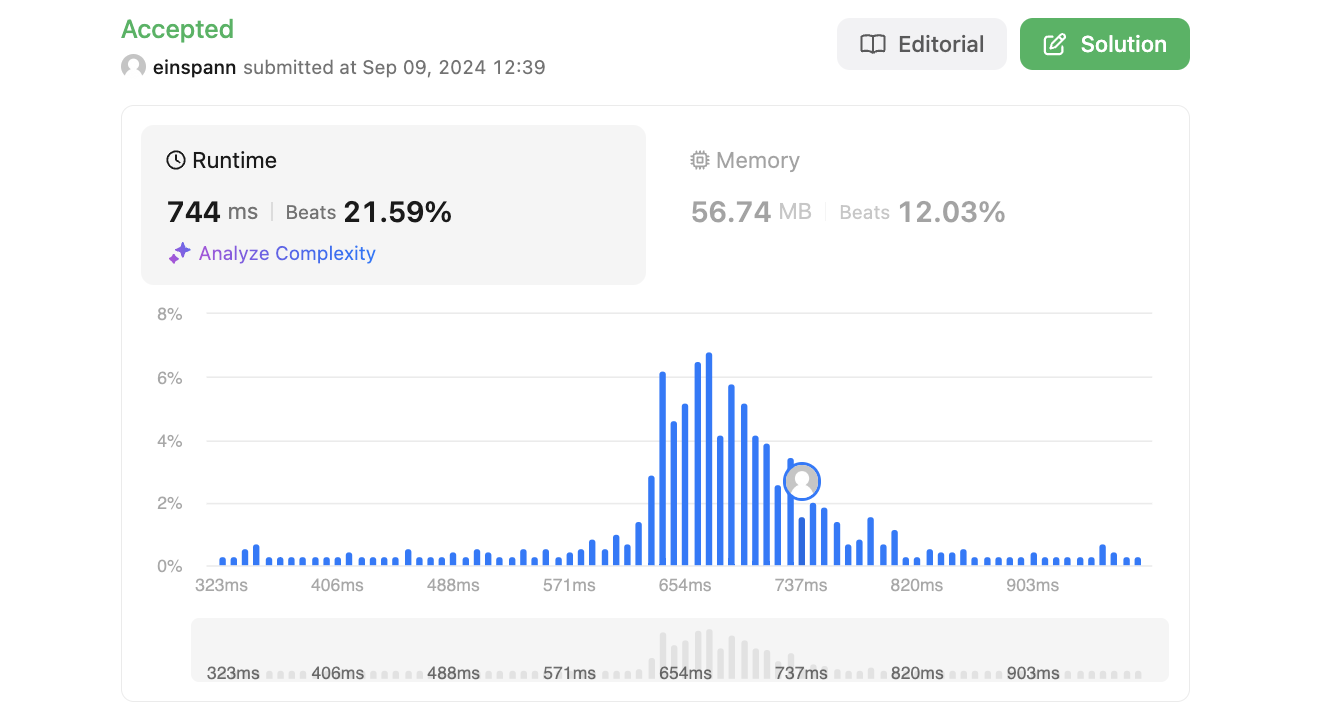 Accepted
Editorial
Solution
einspann submitted at Sep 09, 2024 12:39
Runtime
744 ms Beats 21.59%
Analyze Complexity
Memory
56.74 MB Beats 12.03%
8%
6%
4%
2%
0%
323ms 406ms 488ms 571ms 654ms 737ms 820ms 903ms
323ms 406ms 488ms 571ms 654ms 737ms 820ms 903ms